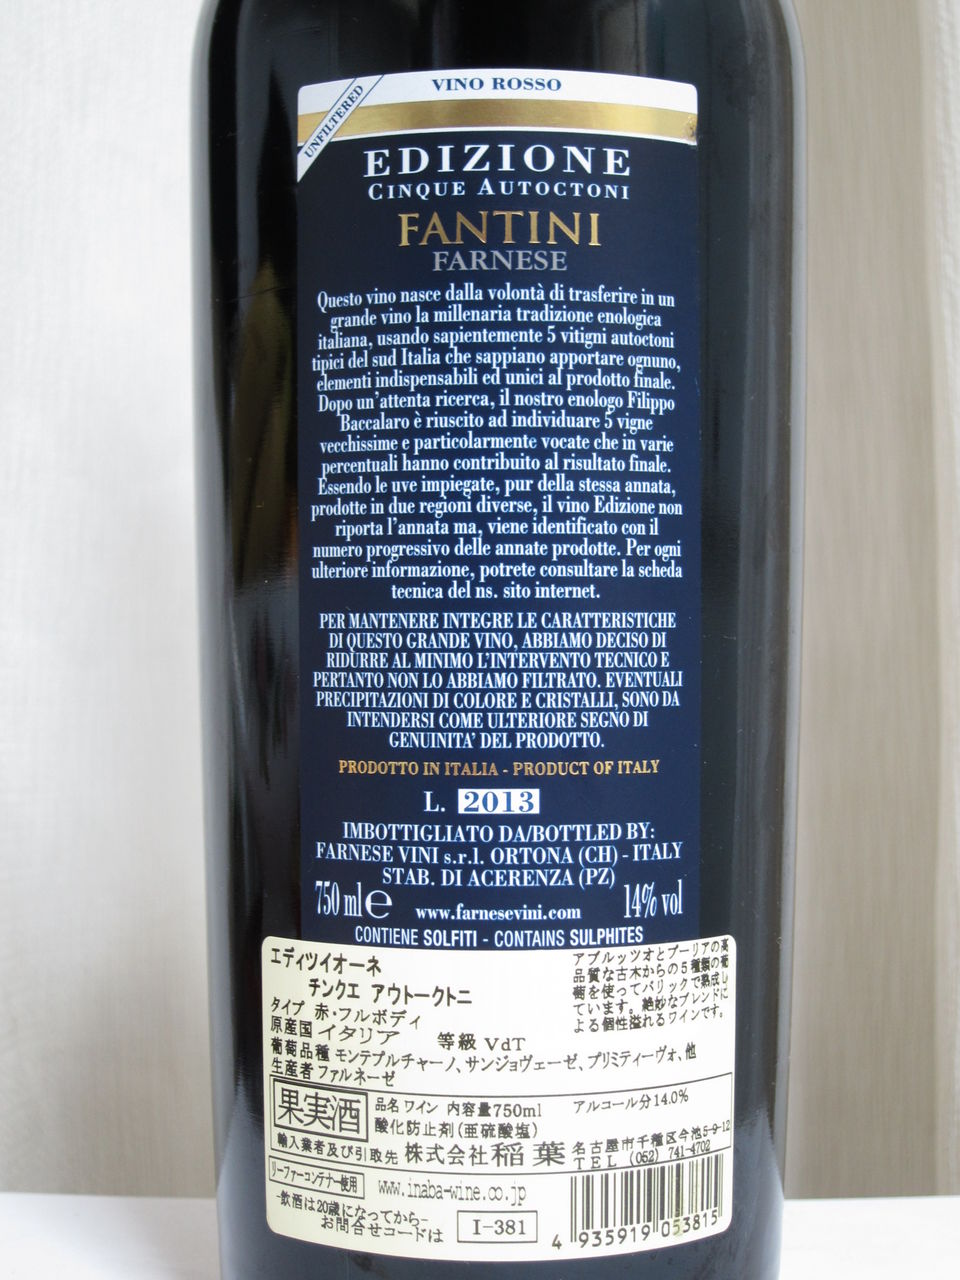 VINO ROSSO
UNFILTERED
EDIZIONE
CINQUE AUTOCTONI
FANTINI
FARNESE
Questo vino nasce dalla volontà di trasferire in un
grande vino la millenaria tradizione enologica
italiana, usando sapientemente 5 vitigni autoctoni
tipici del sud Italia che sappiano apportare ognuno,
elementi indispensabili ed unici al prodotto finale.
Dopo un'attenta ricerca, il nostro enologo Filippo
Baccalaro è riuscito ad individuare 5 vigne
vecchissime e particolarmente vocate che in varie
percentuali hanno contribuito al risultato finale.
Essendo le uve impiegate, pur della stessa annata,
prodotte in due regioni diverse, il vino Edizione non
riporta l'annata ma, viene identificato con il
numero progressivo delle annate prodotte. Per ogni
ulteriore informazione, potrete consultare la scheda
tecnica del ns. sito internet.
PER MANTENERE INTEGRE LE CARATTERISTICHE
DI QUESTO GRANDE VINO, ABBIAMO DECISO DI
RIDURRE AL MINIMO L'INTERVENTO TECNICO E
PERTANTO NON LO ABBIAMO FILTRATO. EVENTUALI
PRECIPITAZIONI DI COLORE E CRISTALLI, SONO DA
INTENDERSI COME ULTERIORE SEGNO DI
GENUINITA' DEL PRODOTTO.
PRODOTTO IN ITALIA - PRODUCT OF ITALY
L. 2013
IMBOTTIGLIATO DA/BOTTLED BY:
FARNESE VINI s.r.l. ORTONA (CH) - ITALY
STAB. DI ACERENZA (PZ)
750 ml e www.farnesevini.com 14% vol
CONTIENE SOLFITI - CONTAINS SULPHITES
エディツイオーネ
チンクエ アウトークトニ
アブルッツオとプーリアの高
品質な古木からの5種類の葡
萄を使ってバリックで熟成し
ています。絶妙なブレンドに
よる個性溢れるワインです。
タイプ 赤・フルボディ
原産国 イタリア 等級 VdT
葡萄品種 モンテプルチャーノ、サンジョヴェーゼ、プリミティーヴォ、他
生産者 ファルネーゼ
果実酒
品名 ワイン 内容量750ml アルコール分14.0%
酸化防止剤(亜硫酸塩)
輸入業者及び引取先 株式会社 稲葉 名古屋市千種区今池5-9-12
TEL (052) 741-4702
リーファーコンテナー使用 www.inaba-wine.co.jp
-飲酒は20歳になってから-
お問合せコードは I-381
4 935919 053815